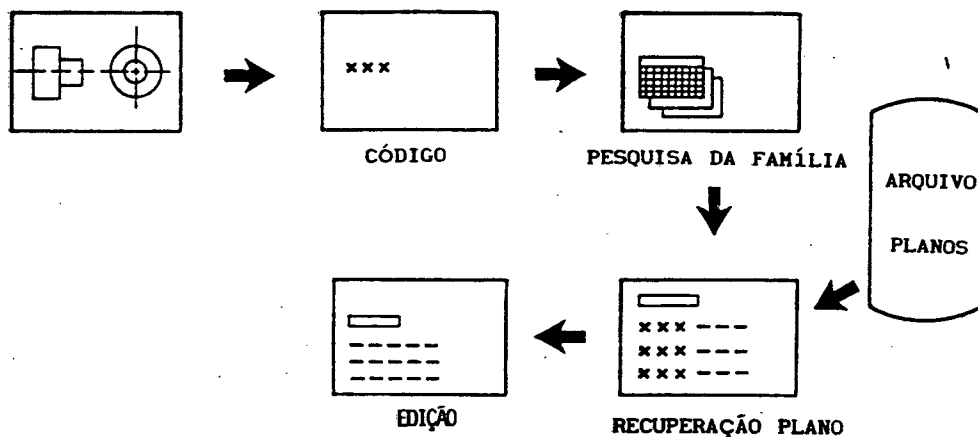 ×××
CÓDIGO
PESQUISA DA FAMÍLIA
ARQUIVO
PLANOS
××× ---
××× ---
××× ---
RECUPERAÇÃO PLANO
EDIÇÃO